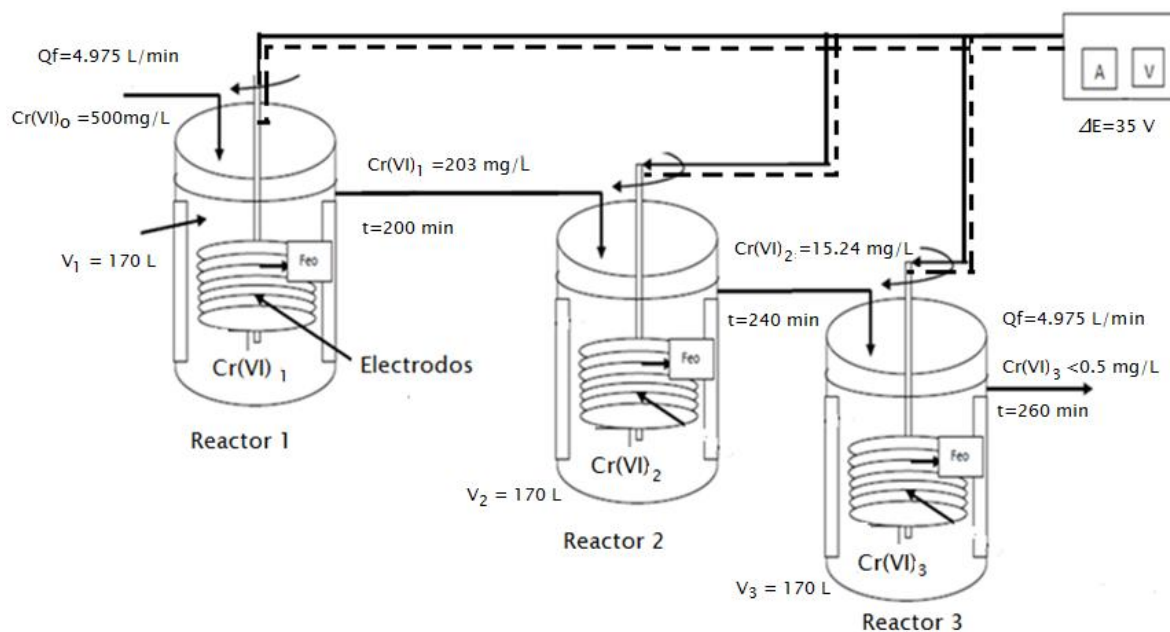 Qf=4.975 L/min
Cr(VI)₀ =500mg/L
A V
ΔE=35 V
Cr(VI)₁ =203 mg/L
t=200 min
V₁ = 170 L
Feo
Cr(VI) ₁
Electrodos
Reactor 1
Cr(VI)₂ :=15.24 mg/L
t=240 min
Feo
Cr(VI)₂
V₂ = 170 L
Reactor 2
Qf=4.975 L/min
Cr(VI)₃ <0.5 mg/L
t=260 min
Feo
Cr(VI)₃
V₃ = 170 L
Reactor 3